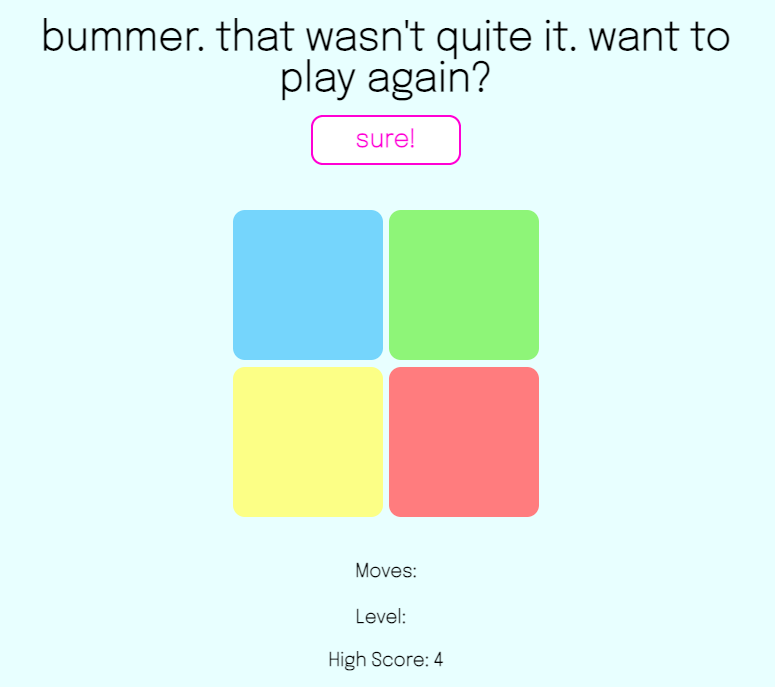 bummer. that wasn't quite it. want to
play again?
sure!
Moves:
Level:
High Score: 4